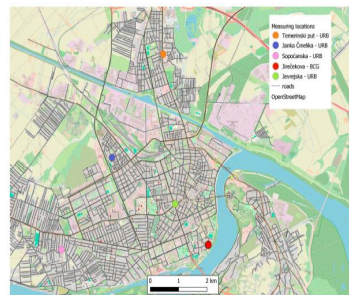 Measuring locations
Temerinski put - URB
Janka Čmelika - URB
Sopoćanska - URB
Jirečekova - BCG
Jevrejska - URB
roads
OpenStreetMap
0 1 2 km